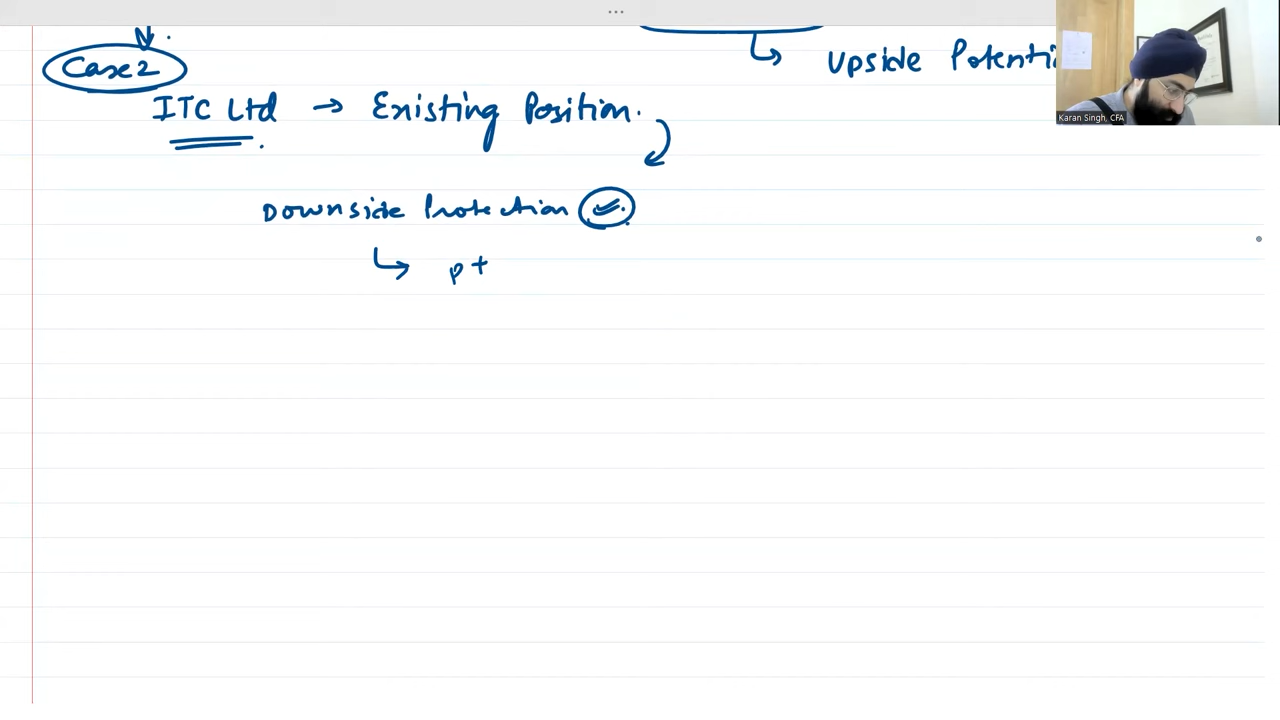 Case 2
Upside Potenti
ITC Ltd → Existing Position.
Karan Singh, CFA
Downside Protection
p+